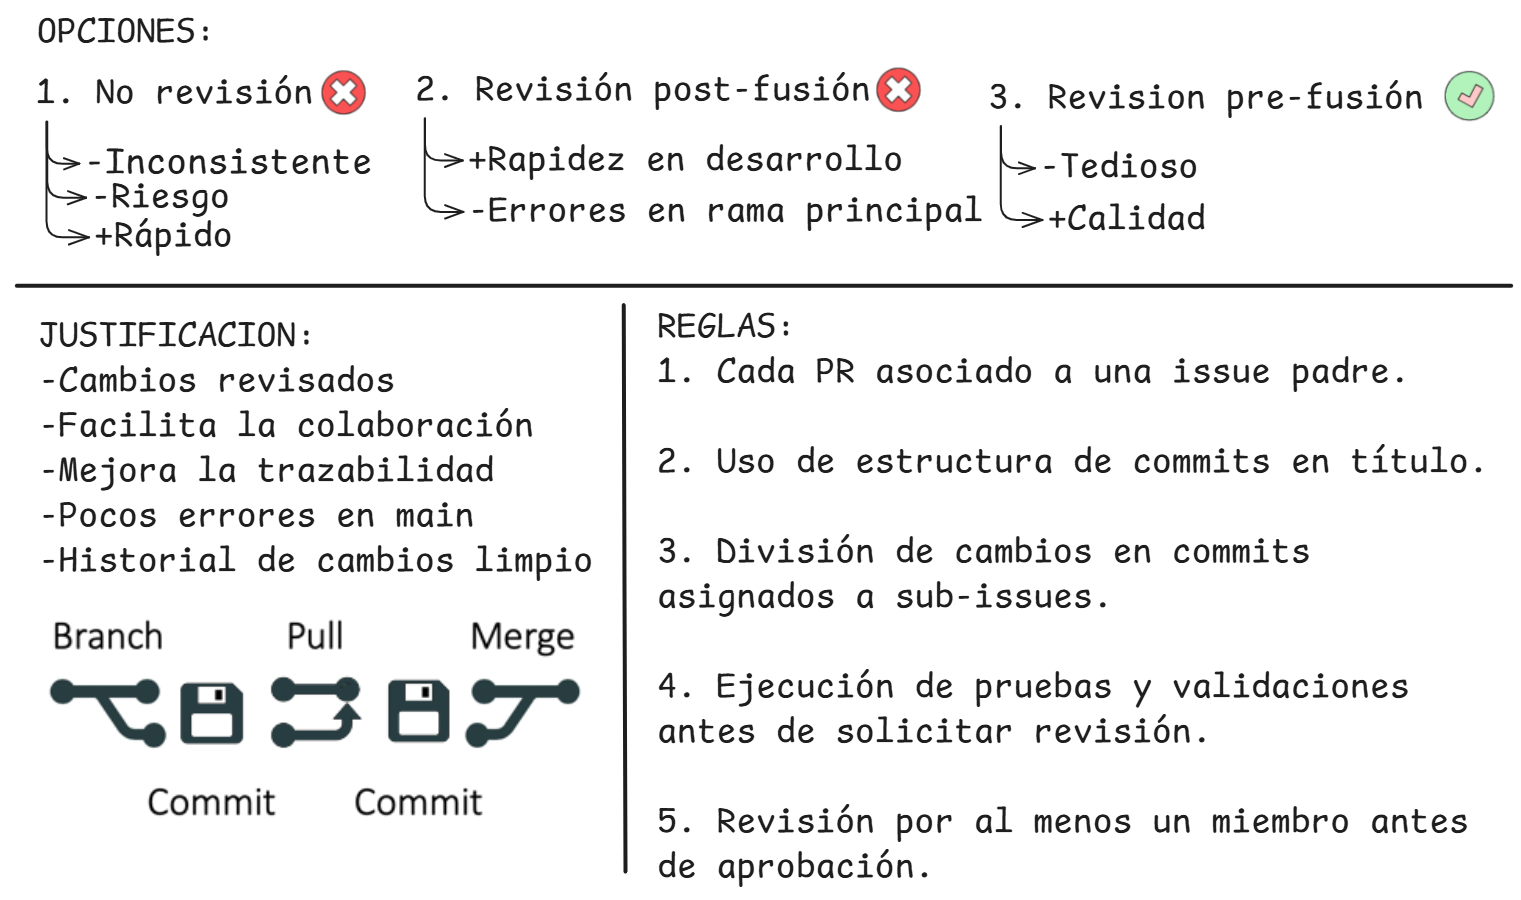 OPCIONES:
1. No revisión
-Inconsistente
-Riesgo
+Rápido
2. Revisión post-fusión
+Rapidez en desarrollo
-Errores en rama principal
3. Revision pre-fusión
-Tedioso
+Calidad
JUSTIFICACION:
-Cambios revisados
-Facilita la colaboración
-Mejora la trazabilidad
-Pocos errores en main
-Historial de cambios limpio
Branch
Pull
Merge
Commit
Commit
REGLAS:
1. Cada PR asociado a una issue padre.
2. Uso de estructura de commits en título.
3. División de cambios en commits
asignados a sub-issues.
4. Ejecución de pruebas y validaciones
antes de solicitar revisión.
5. Revisión por al menos un miembro antes
de aprobación.